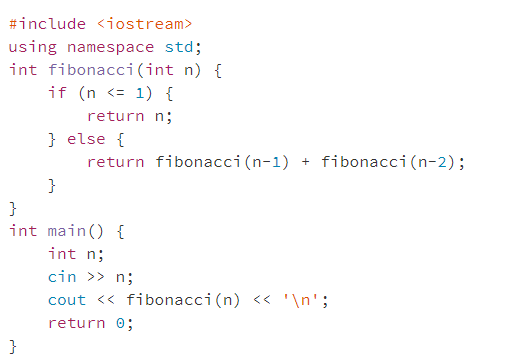 #include <iostream>
using namespace std;
int fibonacci(int n) {
    if (n <= 1) {
        return n;
    } else {
        return fibonacci(n-1) + fibonacci(n-2);
    }
}
int main() {
    int n;
    cin >> n;
    cout << fibonacci(n) << '\n';
    return 0;
}